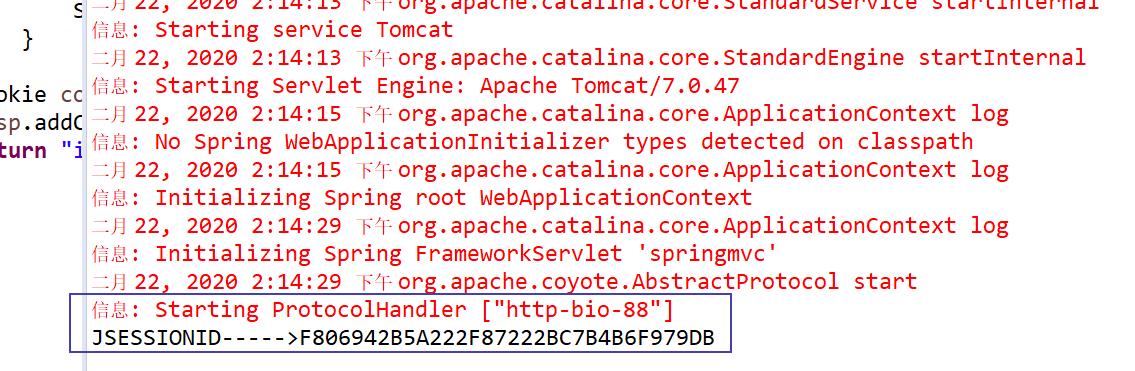 二月 22, 2020 2:14:13 下午 org.apache.catalina.core.StandardService startInternal
信息: Starting service Tomcat
}
二月 22, 2020 2:14:13 下午 org.apache.catalina.core.StandardEngine startInternal
信息: Starting Servlet Engine: Apache Tomcat/7.0.47
okie co
二月 22, 2020 2:14:15 下午 org.apache.catalina.core.ApplicationContext log
sp.addC
信息: No Spring WebApplicationInitializer types detected on classpath
turn "i
二月 22, 2020 2:14:15 下午 org.apache.catalina.core.ApplicationContext log
信息: Initializing Spring root WebApplicationContext
二月 22, 2020 2:14:29 下午 org.apache.catalina.core.ApplicationContext log
信息: Initializing Spring FrameworkServlet 'springmvc'
二月 22, 2020 2:14:29 下午 org.apache.coyote.AbstractProtocol start
信息: Starting ProtocolHandler ["http-bio-88"]
JSESSIONID----->F806942B5A222F87222BC7B4B6F979DB